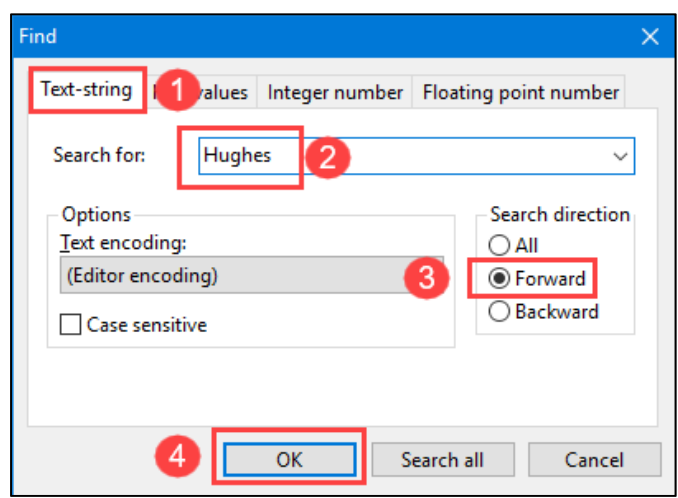 Find
Text-string 1 values Integer number Floating point number
Search for: Hughes 2
Options
Text encoding:
(Editor encoding) 3
Case sensitive
Search direction
All
Forward
Backward
4 OK Search all Cancel